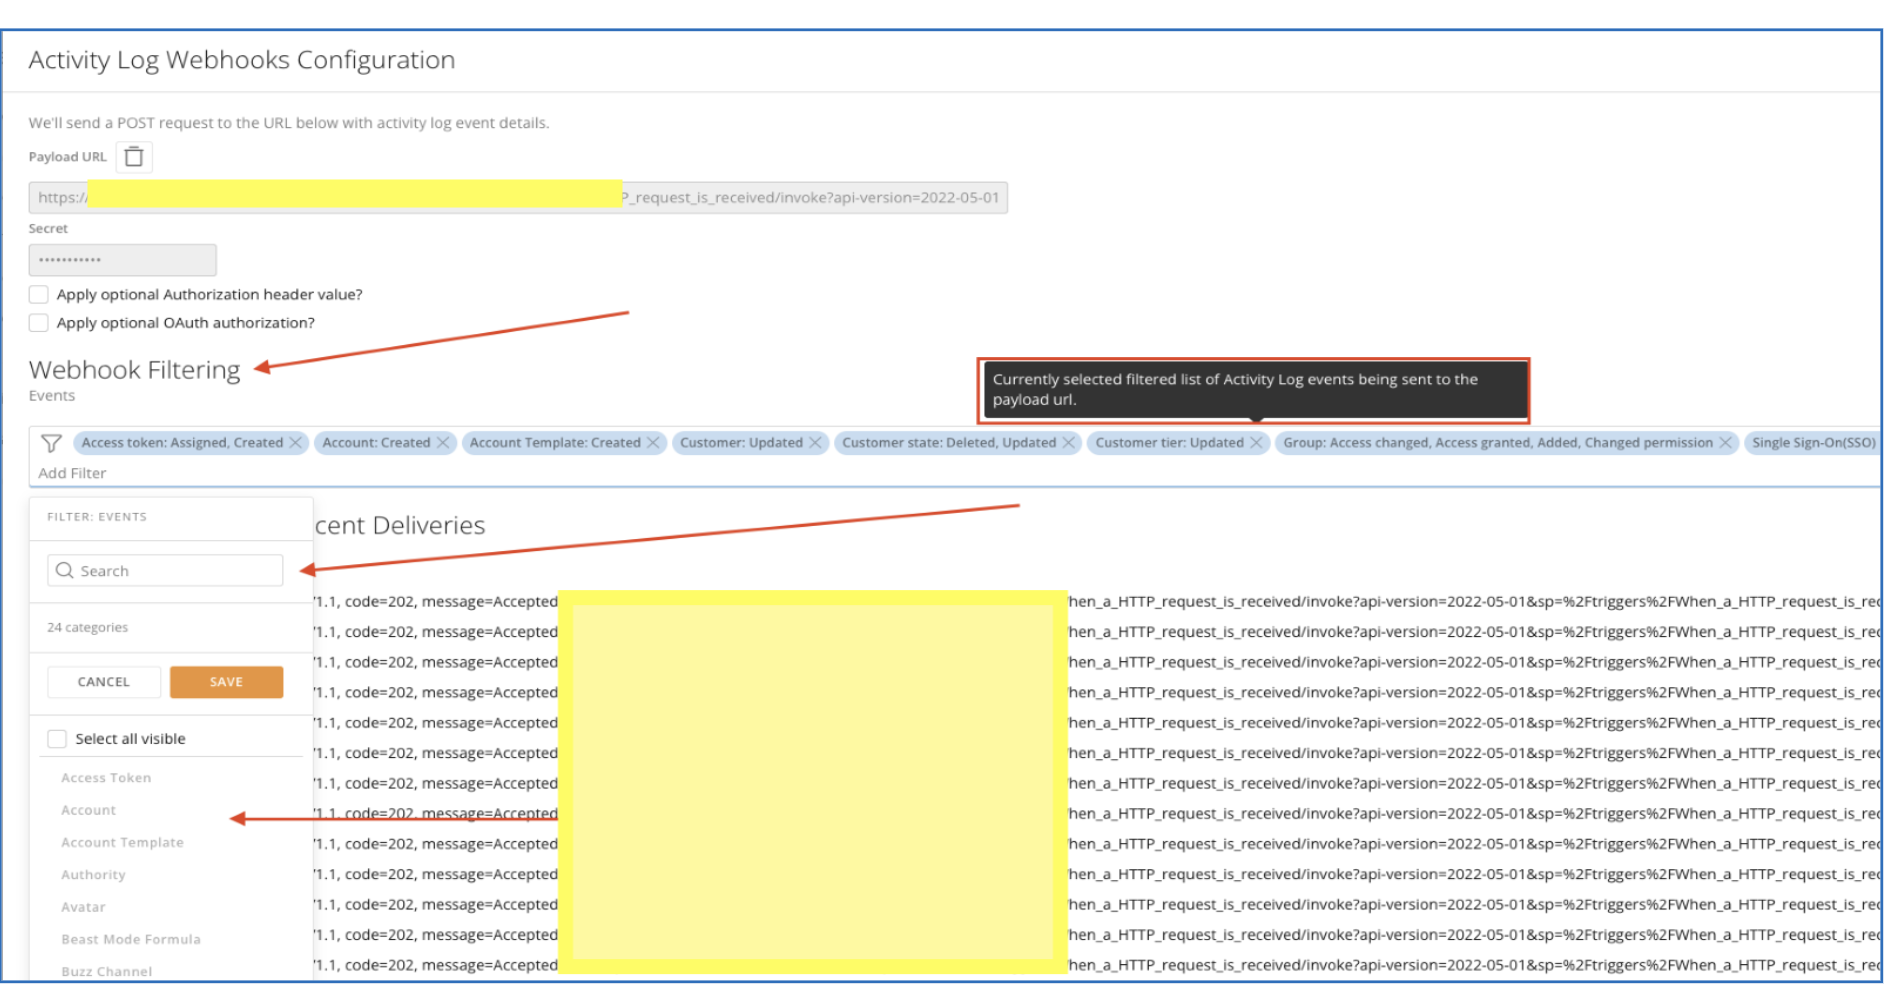 Activity Log Webhooks Configuration
We'll send a POST request to the URL below with activity log event details.
Payload URL
https:// P_request_is_received/invoke?api-version=2022-05-01
Secret
•••••••••••
Apply optional Authorization header value?
Apply optional OAuth authorization?
Webhook Filtering
Events
Currently selected filtered list of Activity Log events being sent to the
payload url.
Access token: Assigned, Created Account: Created Account Template: Created Customer: Updated Customer state: Deleted, Updated Customer tier: Updated Group: Access changed, Access granted, Added, Changed permission Single Sign-On(SSO)
Add Filter
FILTER: EVENTS
cent Deliveries
Search
24 categories
CANCEL SAVE
Select all visible
Access Token
Account
Account Template
Authority
Avatar
Beast Mode Formula
Buzz Channel
/1.1, code=202, message=Accepted hen_a_HTTP_request_is_received/invoke?api-version=2022-05-01&sp=%2Ftriggers%2FWhen_a_HTTP_request_is_rec
/1.1, code=202, message=Accepted hen_a_HTTP_request_is_received/invoke?api-version=2022-05-01&sp=%2Ftriggers%2FWhen_a_HTTP_request_is_rec
/1.1, code=202, message=Accepted hen_a_HTTP_request_is_received/invoke?api-version=2022-05-01&sp=%2Ftriggers%2FWhen_a_HTTP_request_is_rec
/1.1, code=202, message=Accepted hen_a_HTTP_request_is_received/invoke?api-version=2022-05-01&sp=%2Ftriggers%2FWhen_a_HTTP_request_is_rec
/1.1, code=202, message=Accepted hen_a_HTTP_request_is_received/invoke?api-version=2022-05-01&sp=%2Ftriggers%2FWhen_a_HTTP_request_is_rec
/1.1, code=202, message=Accepted hen_a_HTTP_request_is_received/invoke?api-version=2022-05-01&sp=%2Ftriggers%2FWhen_a_HTTP_request_is_rec
/1.1, code=202, message=Accepted hen_a_HTTP_request_is_received/invoke?api-version=2022-05-01&sp=%2Ftriggers%2FWhen_a_HTTP_request_is_rec
/1.1, code=202, message=Accepted hen_a_HTTP_request_is_received/invoke?api-version=2022-05-01&sp=%2Ftriggers%2FWhen_a_HTTP_request_is_rec
/1.1, code=202, message=Accepted hen_a_HTTP_request_is_received/invoke?api-version=2022-05-01&sp=%2Ftriggers%2FWhen_a_HTTP_request_is_rec
/1.1, code=202, message=Accepted hen_a_HTTP_request_is_received/invoke?api-version=2022-05-01&sp=%2Ftriggers%2FWhen_a_HTTP_request_is_rec
/1.1, code=202, message=Accepted hen_a_HTTP_request_is_received/invoke?api-version=2022-05-01&sp=%2Ftriggers%2FWhen_a_HTTP_request_is_rec
/1.1, code=202, message=Accepted hen_a_HTTP_request_is_received/invoke?api-version=2022-05-01&sp=%2Ftriggers%2FWhen_a_HTTP_request_is_rec
/1.1, code=202, message=Accepted hen_a_HTTP_request_is_received/invoke?api-version=2022-05-01&sp=%2Ftriggers%2FWhen_a_HTTP_request_is_rec